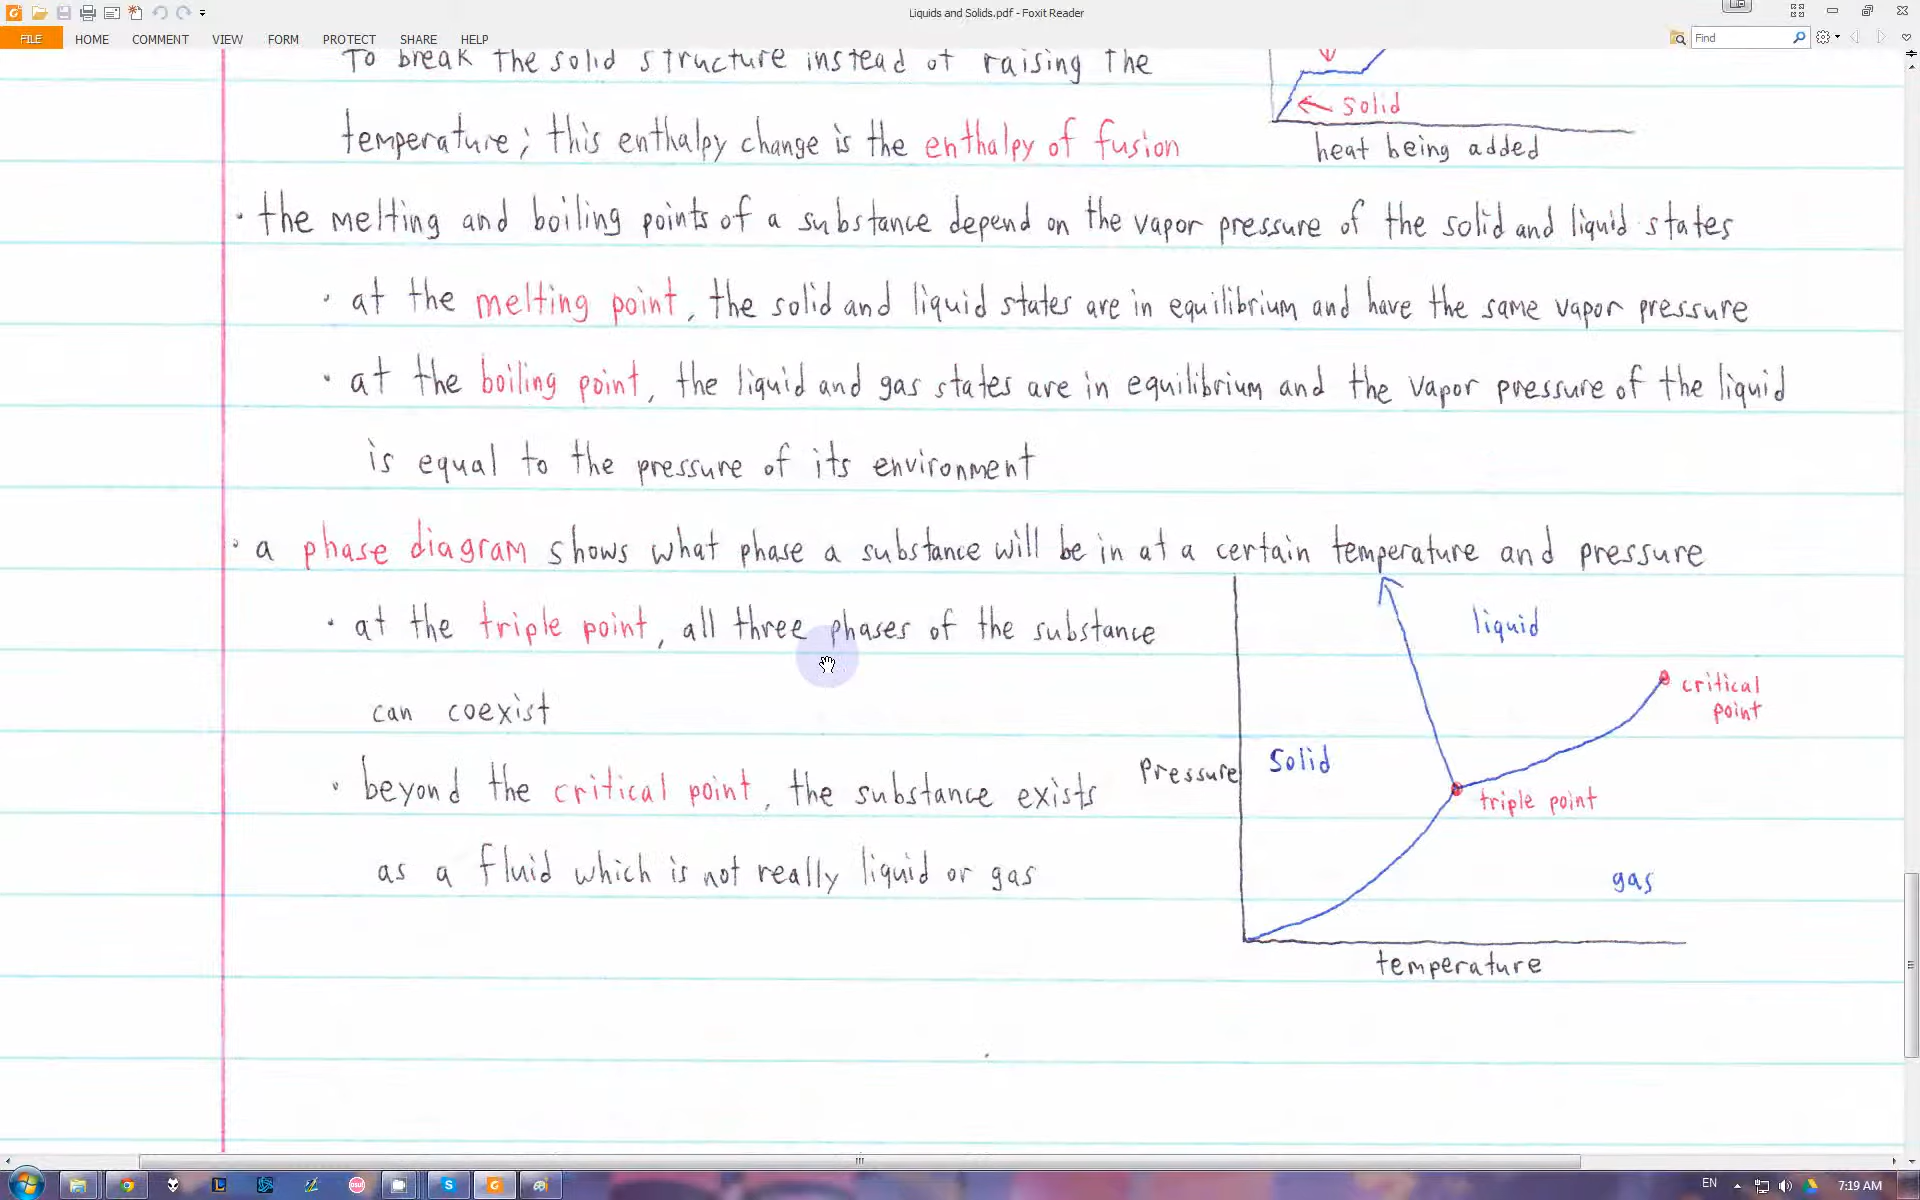 Liquids and Solids.pdf - Foxit Reader
FILE HOME COMMENT VIEW FORM PROTECT SHARE HELP
Find
to break the solid structure instead of raising the
temperature; this enthalpy change is the enthalpy of fusion
solid
heat being added
· the melting and boiling points of a substance depend on the vapor pressure of the solid and liquid states
· at the melting point, the solid and liquid states are in equilibrium and have the same vapor pressure
· at the boiling point, the liquid and gas states are in equilibrium and the vapor pressure of the liquid
is equal to the pressure of its environment
· a phase diagram shows what phase a substance will be in at a certain temperature and pressure
· at the triple point, all three phases of the substance
can coexist
· beyond the critical point, the substance exists
as a fluid which is not really liquid or gas
liquid
critical
point
Solid
Pressure
triple point
gas
temperature
EN
7:19 AM